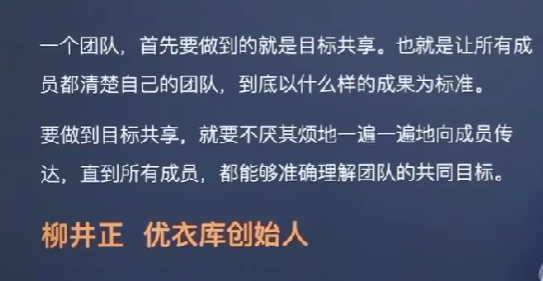 一个团队，首先要做到的就是目标共享。也就是让所有成
员都清楚自己的团队，到底以什么样的成果为标准。
要做到目标共享，就要不厌其烦地一遍一遍地向成员传
达，直到所有成员，都能够准确理解团队的共同目标。
柳井正 优衣库创始人